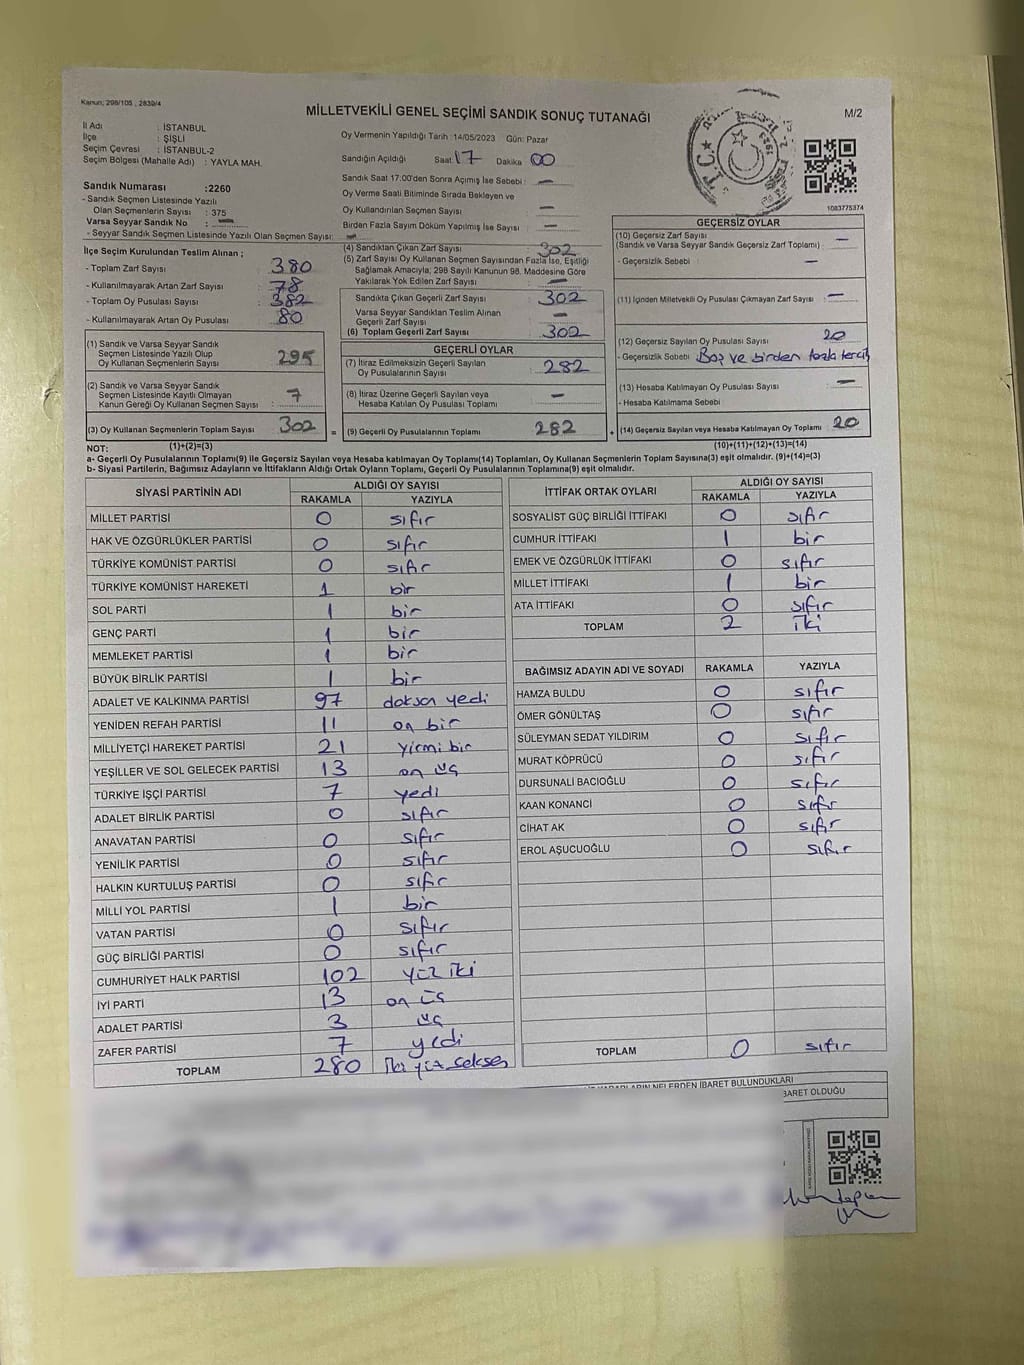 Kanun; 298/105 , 2839/4
MİLLETVEKİLİ GENEL SEÇİMİ SANDIK SONUÇ TUTANAĞI
M/2
İl Adı : İSTANBUL
İlçe : ŞİŞLİ
Seçim Çevresi : İSTANBUL-2
Seçim Bölgesi (Mahalle Adı) : YAYLA MAH.
Oy Vermenin Yapıldığı Tarih :14/05/2023 Gün: Pazar
Sandığın Açıldığı Saat 17 Dakika 00
Sandık Saat 17:00'den Sonra Açımış İse Sebebi : —
Oy Verme Saati Bitiminde Sırada Bekleyen ve
Oy Kullandırılan Seçmen Sayısı : —
Birden Fazla Sayım Döküm Yapılmış İse Sayısı : —
T.C.
1083775374
Sandık Numarası :2260
- Sandık Seçmen Listesinde Yazılı
Olan Seçmenlerin Sayısı : 375
Varsa Seyyar Sandık No : —
- Seyyar Sandık Seçmen Listesinde Yazılı Olan Seçmen Sayısı: —
İlçe Seçim Kurulundan Teslim Alınan ;
- Toplam Zarf Sayısı : 380
- Kullanılmayarak Artan Zarf Sayısı : 78
- Toplam Oy Pusulası Sayısı : 382
- Kullanılmayarak Artan Oy Pusulası : 80
(1) Sandık ve Varsa Seyyar Sandık
Seçmen Listesinde Yazılı Olup
Oy Kullanan Seçmenlerin Sayısı : 295
(2) Sandık ve Varsa Seyyar Sandık
Seçmen Listesinde Kayıtlı Olmayan
Kanun Gereği Oy Kullanan Seçmen Sayısı : 7
(3) Oy Kullanan Seçmenlerin Toplam Sayısı : 302
(4) Sandıktan Çıkan Zarf Sayısı : 302
(5) Zarf Sayısı Oy Kullanan Seçmen Sayısından Fazla İse, Eşitliği
Sağlamak Amacıyla; 298 Sayılı Kanunun 98. Maddesine Göre
Yakılarak Yok Edilen Zarf Sayısı : —
Sandıkta Çıkan Geçerli Zarf Sayısı : 302
Varsa Seyyar Sandıktan Teslim Alınan
Geçerli Zarf Sayısı : —
(6) Toplam Geçerli Zarf Sayısı : 302
GEÇERLİ OYLAR
(7) İtiraz Edilmeksizin Geçerli Sayılan
Oy Pusulalarının Sayısı : 282
(8) İtiraz Üzerine Geçerli Sayılan veya
Hesaba Katılan Oy Pusulaları Toplamı : —
= (9) Geçerli Oy Pusulalarının Toplamı : 282
GEÇERSİZ OYLAR
(10) Geçersiz Zarf Sayısı
(Sandık ve Varsa Seyyar Sandık Geçersiz Zarf Toplamı) : —
- Geçersizlik Sebebi : —
(11) İçinden Milletvekili Oy Pusulası Çıkmayan Zarf Sayısı : —
(12) Geçersiz Sayılan Oy Pusulası Sayısı : 20
- Geçersizlik Sebebi : Boş ve birden fazla tercih
(13) Hesaba Katılmayan Oy Pusulası Sayısı : —
- Hesaba Katılmama Sebebi :
+ (14) Geçersiz Sayılan veya Hesaba Katılmayan Oy Toplamı : 20
NOT: (1)+(2)=(3) (10)+(11)+(12)+(13)=(14)
a- Geçerli Oy Pusulalarının Toplamı(9) ile Geçersiz Sayılan veya Hesaba katılmayan Oy Toplamı(14) Toplamları, Oy Kullanan Seçmenlerin Toplam Sayısına(3) eşit olmalıdır. (9)+(14)=(3)
b- Siyasi Partilerin, Bağımsız Adayların ve İttifakların Aldığı Ortak Oyların Toplamı, Geçerli Oy Pusulalarının Toplamına(9) eşit olmalıdır.
SİYASİ PARTİNİN ADI ALDIĞI OY SAYISI
RAKAMLA YAZIYLA
MİLLET PARTİSİ 0 sıfır
HAK VE ÖZGÜRLÜKLER PARTİSİ 0 sıfır
TÜRKİYE KOMÜNİST PARTİSİ 0 sıfır
TÜRKİYE KOMÜNİST HAREKETİ 1 bir
SOL PARTİ 1 bir
GENÇ PARTİ 1 bir
MEMLEKET PARTİSİ 1 bir
BÜYÜK BİRLİK PARTİSİ 1 bir
ADALET VE KALKINMA PARTİSİ 97 doksan yedi
YENİDEN REFAH PARTİSİ 11 on bir
MİLLİYETÇİ HAREKET PARTİSİ 21 yirmi bir
YEŞİLLER VE SOL GELECEK PARTİSİ 13 on üç
TÜRKİYE İŞÇİ PARTİSİ 7 yedi
ADALET BİRLİK PARTİSİ 0 sıfır
ANAVATAN PARTİSİ 0 sıfır
YENİLİK PARTİSİ 0 sıfır
HALKIN KURTULUŞ PARTİSİ 0 sıfır
MİLLİ YOL PARTİSİ 1 bir
VATAN PARTİSİ 0 sıfır
GÜÇ BİRLİĞİ PARTİSİ 0 sıfır
CUMHURİYET HALK PARTİSİ 102 yüz iki
İYİ PARTİ 13 on üç
ADALET PARTİSİ 3 üç
ZAFER PARTİSİ 7 yedi
TOPLAM 280 İki yüz seksen
İTTİFAK ORTAK OYLARI ALDIĞI OY SAYISI
RAKAMLA YAZIYLA
SOSYALİST GÜÇ BİRLİĞİ İTTİFAKI 0 sıfır
CUMHUR İTTİFAKI 1 bir
EMEK VE ÖZGÜRLÜK İTTİFAKI 0 sıfır
MİLLET İTTİFAKI 1 bir
ATA İTTİFAKI 0 sıfır
TOPLAM 2 İki
BAĞIMSIZ ADAYIN ADI VE SOYADI RAKAMLA YAZIYLA
HAMZA BULDU 0 sıfır
ÖMER GÖNÜLTAŞ 0 sıfır
SÜLEYMAN SEDAT YILDIRIM 0 sıfır
MURAT KÖPRÜCÜ 0 sıfır
DURSUNALİ BACIOĞLU 0 sıfır
KAAN KONANCİ 0 sıfır
CİHAT AK 0 sıfır
EROL AŞUCUOĞLU 0 sıfır
TOPLAM 0 sıfır
NELERDEN İBARET BULUNDUKLARI
BARET OLDUĞU